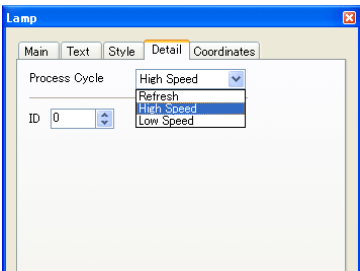 Lamp
Main Text Style Detail Coordinates
Process Cycle High Speed
Refresh
High Speed
Low Speed
ID 0